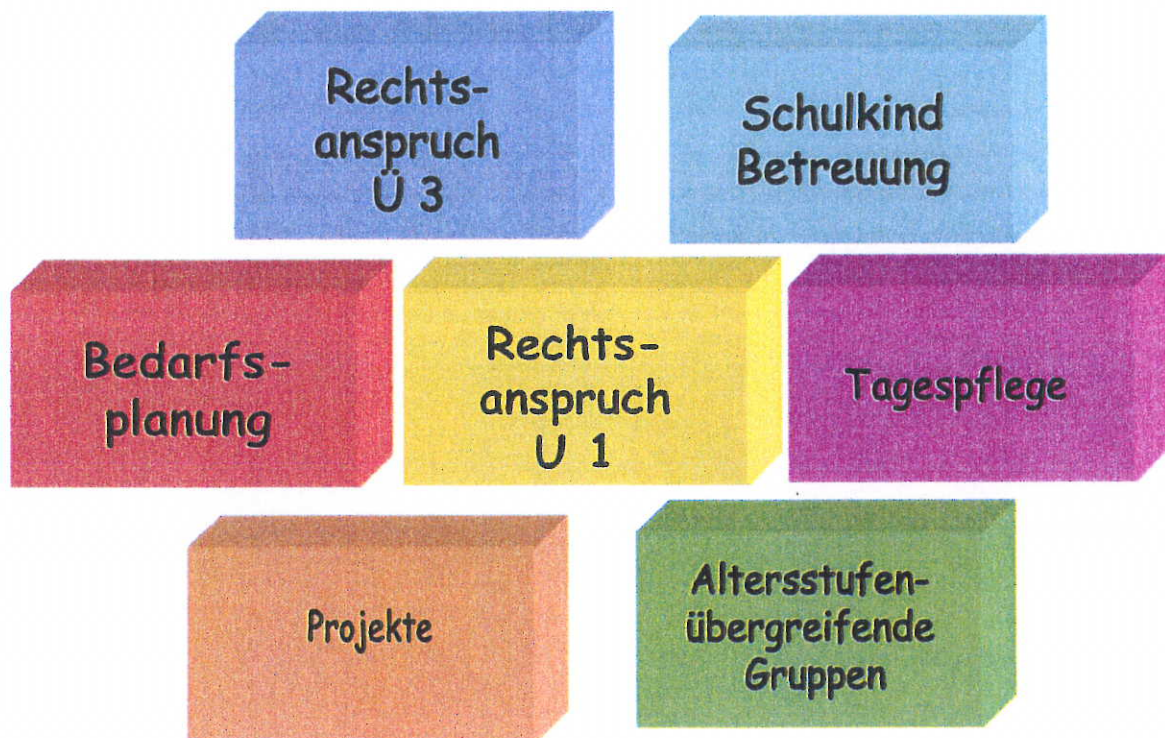 Rechts-
anspruch
Ü 3
Schulkind
Betreuung
Bedarfs-
planung
Rechts-
anspruch
U 1
Tagespflege
Projekte
Altersstufen-
übergreifende
Gruppen